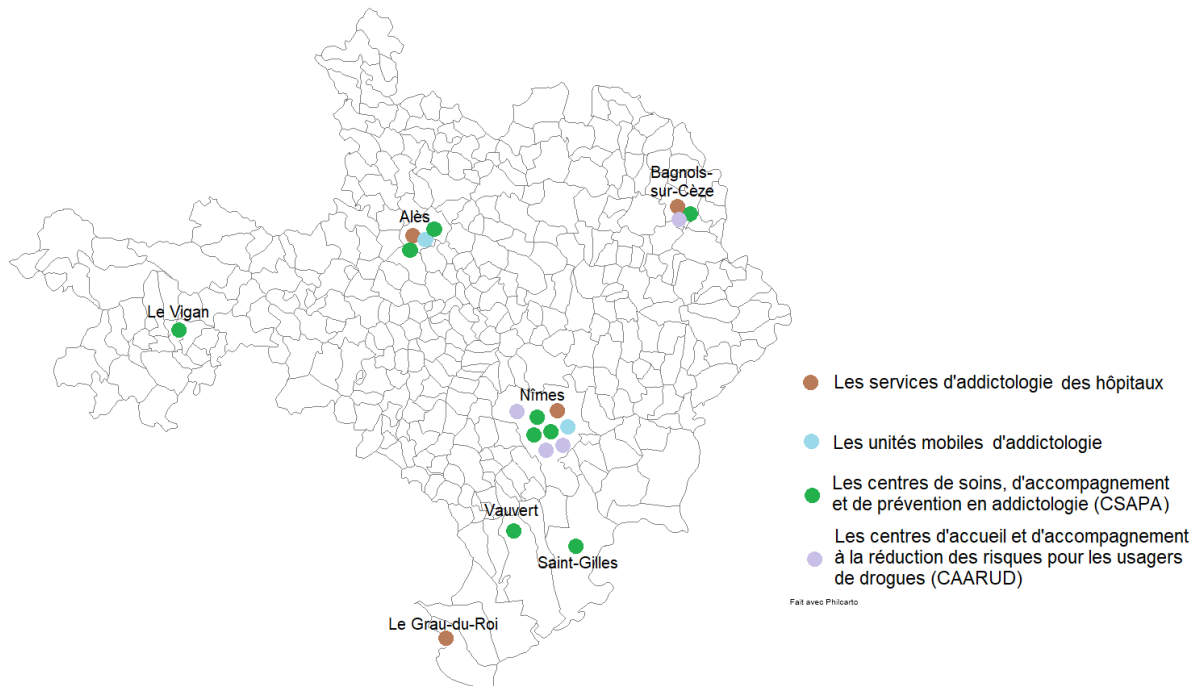 Bagnols-
sur-Cèze
Alès
Le Vigan
Nîmes
Vauvert
Saint-Gilles
Le Grau-du-Roi
Les services d'addictologie des hôpitaux
Les unités mobiles d'addictologie
Les centres de soins, d'accompagnement
et de prévention en addictologie (CSAPA)
Les centres d'accueil et d'accompagnement
à la réduction des risques pour les usagers
de drogues (CAARUD)
Fait avec Philcarto